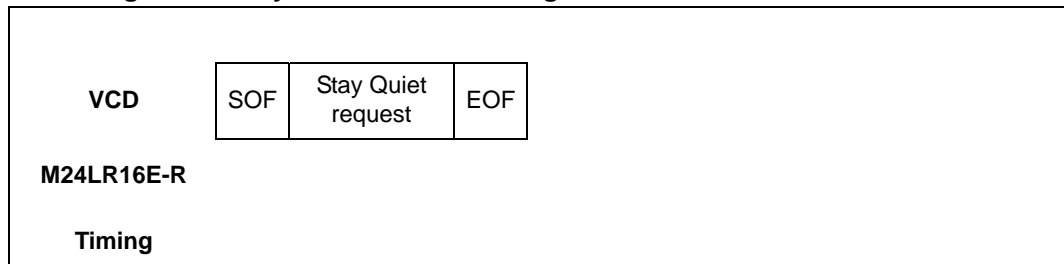 VCD SOF Stay Quiet request EOF
M24LR16E-R
Timing